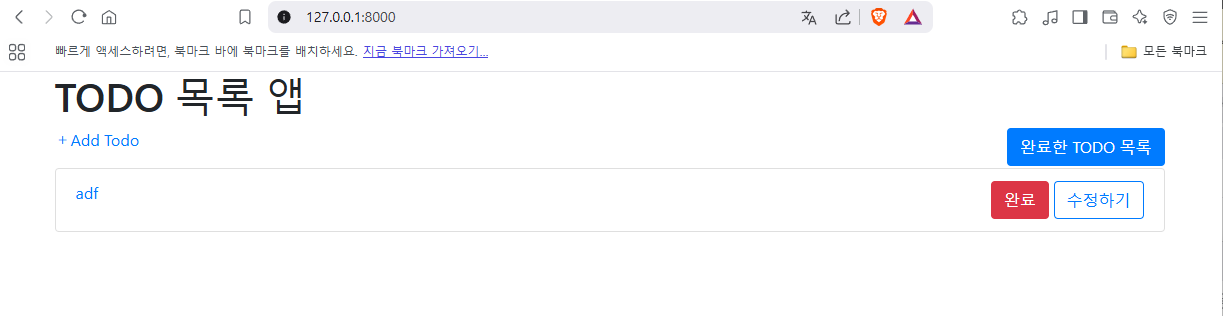 127.0.0.1:8000
빠르게 액세스하려면, 북마크 바에 북마크를 배치하세요. 지금 북마크 가져오기...
모든 북마크
TODO 목록 앱
+ Add Todo
완료한 TODO 목록
adf
완료 수정하기